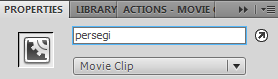 PROPERTIES LIBRARY ACTIONS - MOVIE
persegi
Movie Clip